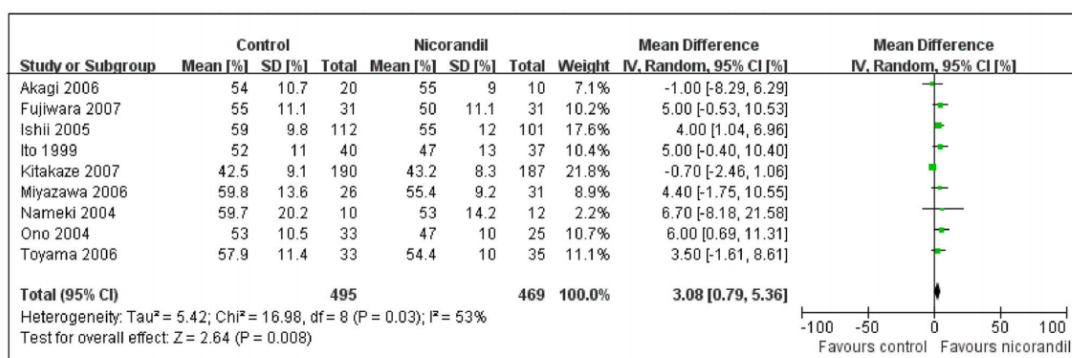 Control Nicorandil Mean Difference Mean Difference
Study or Subgroup Mean [%] SD [%] Total Mean [%] SD [%] Total Weight IV, Random, 95% CI [%] IV, Random, 95% CI [%]
Akagi 2006 54 10.7 20 55 9 10 7.1% -1.00 [-8.29, 6.29]
Fujiwara 2007 55 11.1 31 50 11.1 31 10.2% 5.00 [-0.53, 10.53]
Ishii 2005 59 9.8 112 55 12 101 17.6% 4.00 [1.04, 6.96]
Ito 1999 52 11 40 47 13 37 10.4% 5.00 [-0.40, 10.40]
Kitakaze 2007 42.5 9.1 190 43.2 8.3 187 21.8% -0.70 [-2.46, 1.06]
Miyazawa 2006 59.8 13.6 26 55.4 9.2 31 8.9% 4.40 [-1.75, 10.55]
Nameki 2004 59.7 20.2 10 53 14.2 12 2.2% 6.70 [-8.18, 21.58]
Ono 2004 53 10.5 33 47 10 25 10.7% 6.00 [0.69, 11.31]
Toyama 2006 57.9 11.4 33 54.4 10 35 11.1% 3.50 [-1.61, 8.61]
Total (95% CI) 495 469 100.0% 3.08 [0.79, 5.36]
Heterogeneity: Tau² = 5.42; Chi² = 16.98, df = 8 (P = 0.03); I² = 53%
Test for overall effect: Z = 2.64 (P = 0.008)
-100 -50 0 50 100
Favours control Favours nicorandil